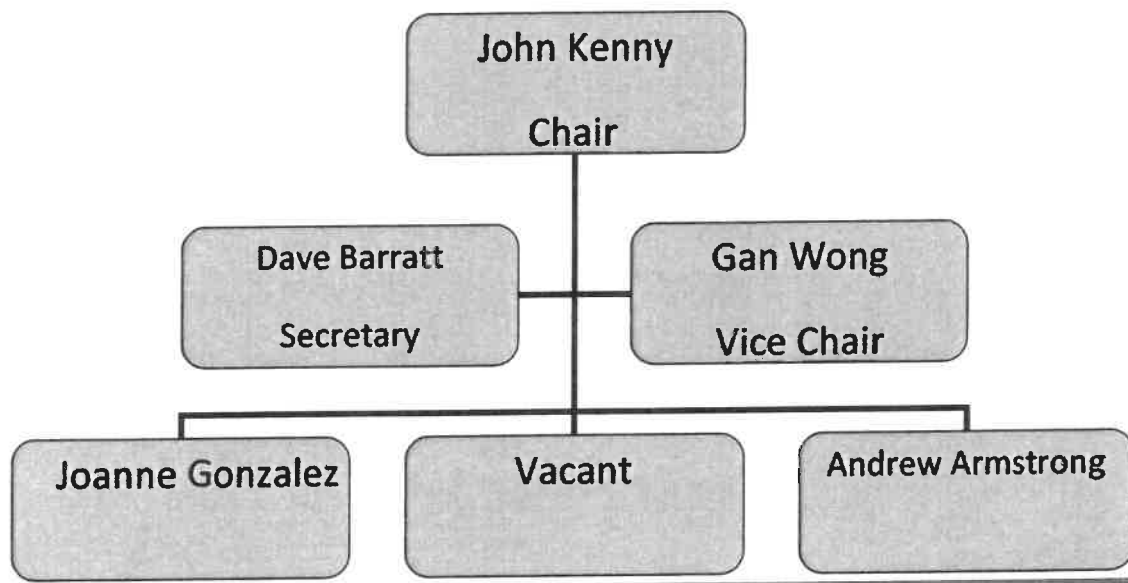 John Kenny
Chair
Dave Barratt
Secretary
Gan Wong
Vice Chair
Joanne Gonzalez
Vacant
Andrew Armstrong